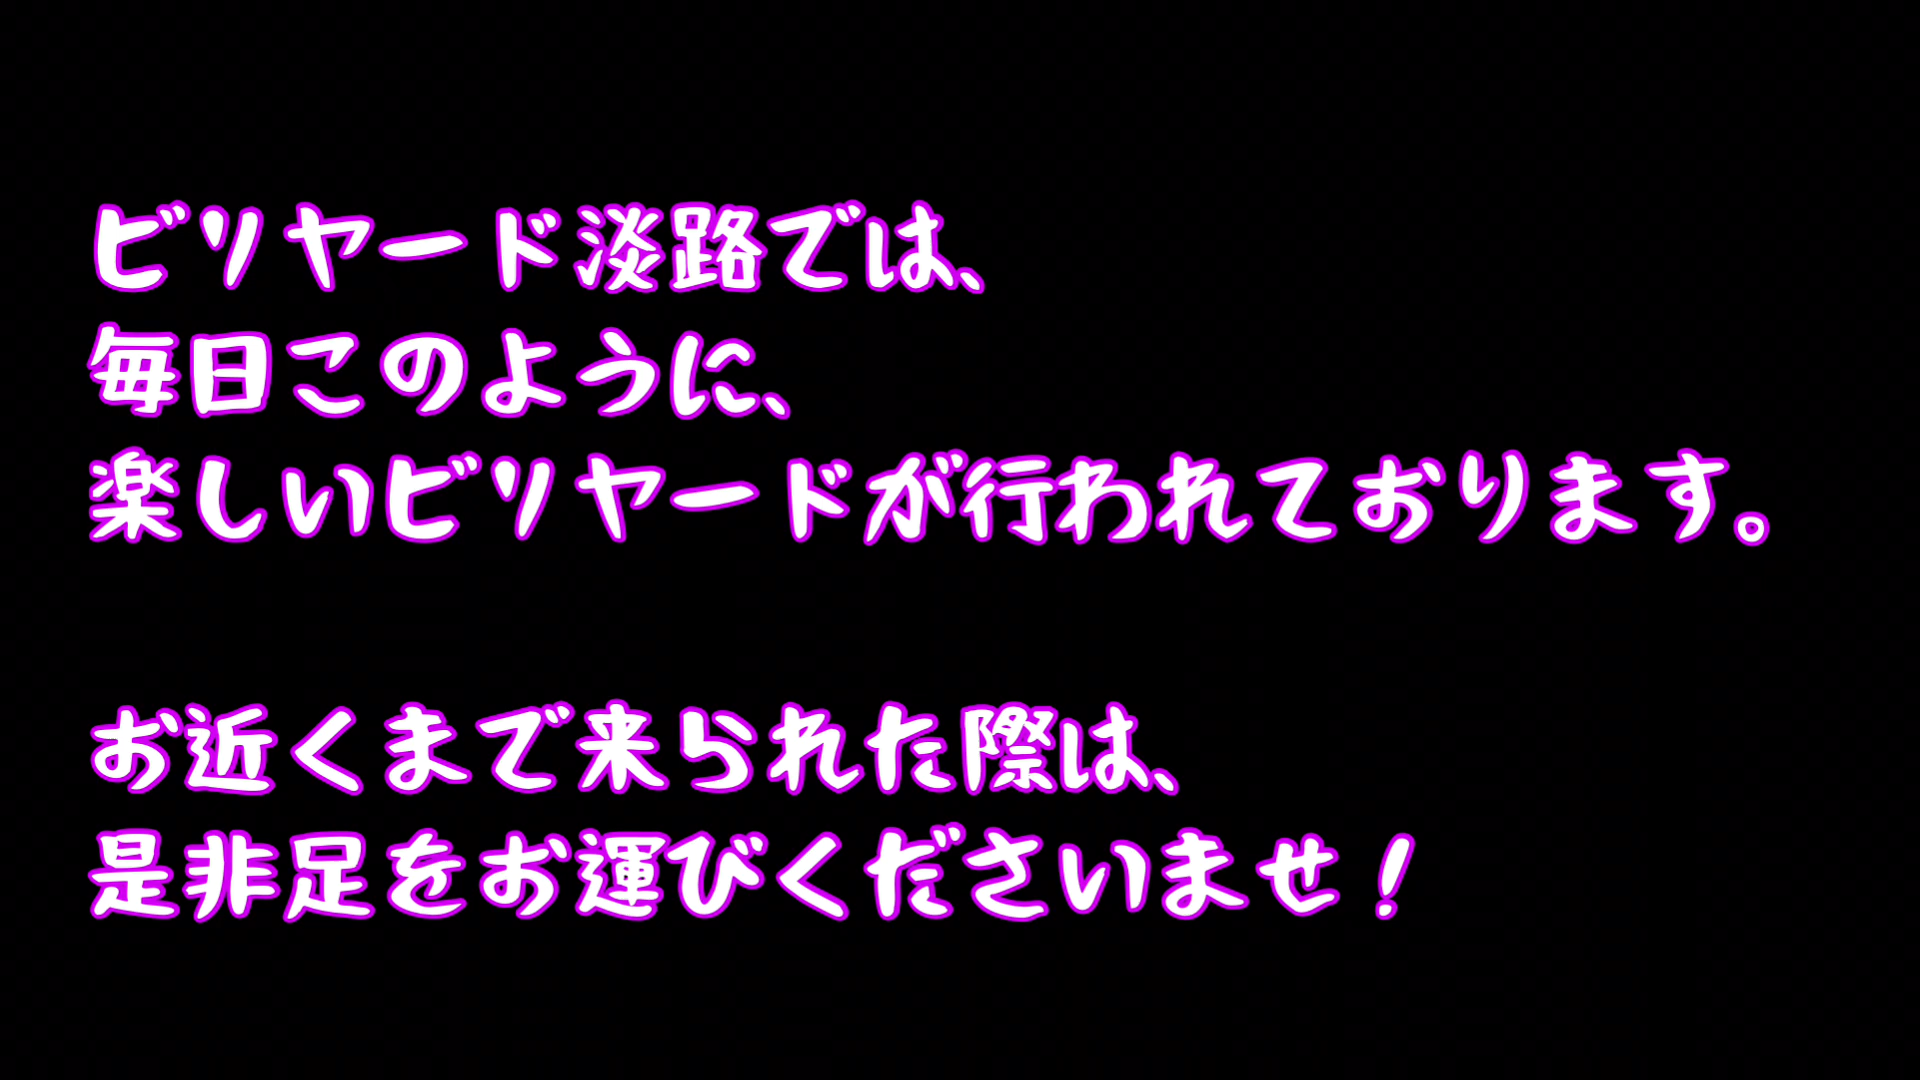 ビリヤード淡路では、
毎日このように、
楽しいビリヤードが行われております。
お近くまで来られた際は、
是非足をお運びくださいませ！